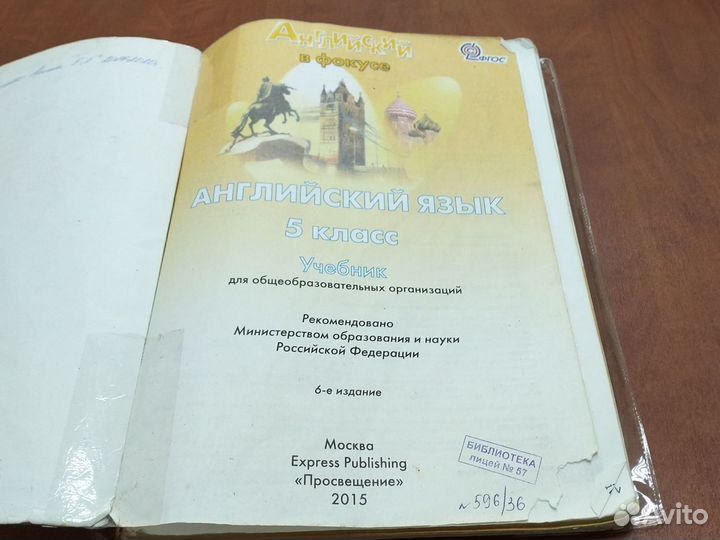 Английский
в фокусе
ФГОС
АНГЛИЙСКИЙ ЯЗЫК
5 класс
Учебник
для общеобразовательных организаций
Рекомендовано
Министерством образования и науки
Российской Федерации
6-е издание
Москва
Express Publishing
«Просвещение»
2015
БИБЛИОТЕКА
лицей № 57
№ 596/36
Avito